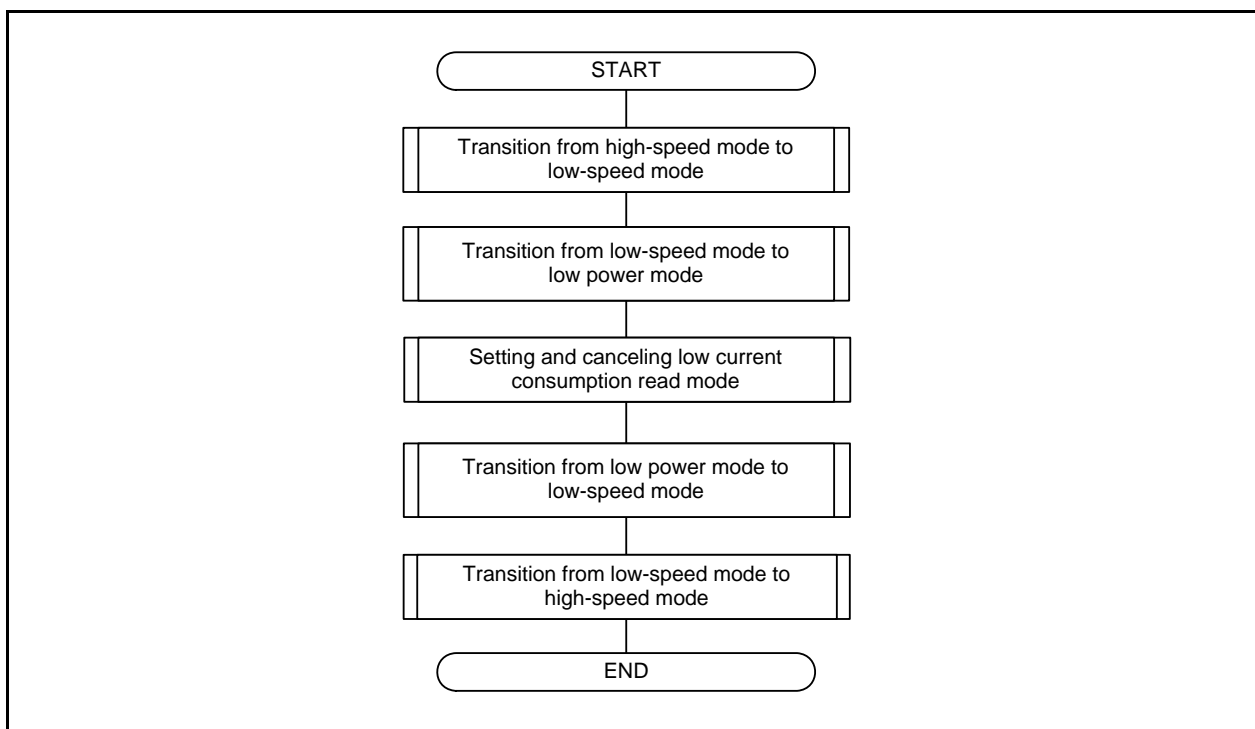 START
Transition from high-speed mode to
low-speed mode
Transition from low-speed mode to
low power mode
Setting and canceling low current
consumption read mode
Transition from low power mode to
low-speed mode
Transition from low-speed mode to
high-speed mode
END